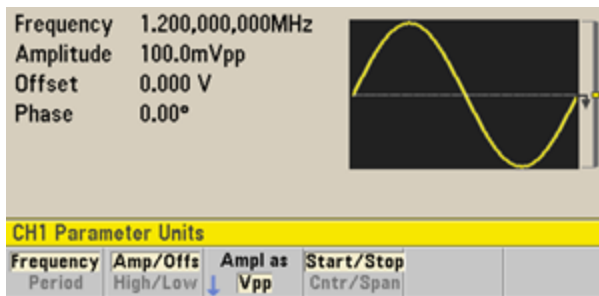 Frequency 1.200,000,000MHz
Amplitude 100.0mVpp
Offset 0.000 V
Phase 0.00°
CH1 Parameter Units
Frequency Amp/Offs Ampl as Start/Stop
Period High/Low Vpp Cntr/Span